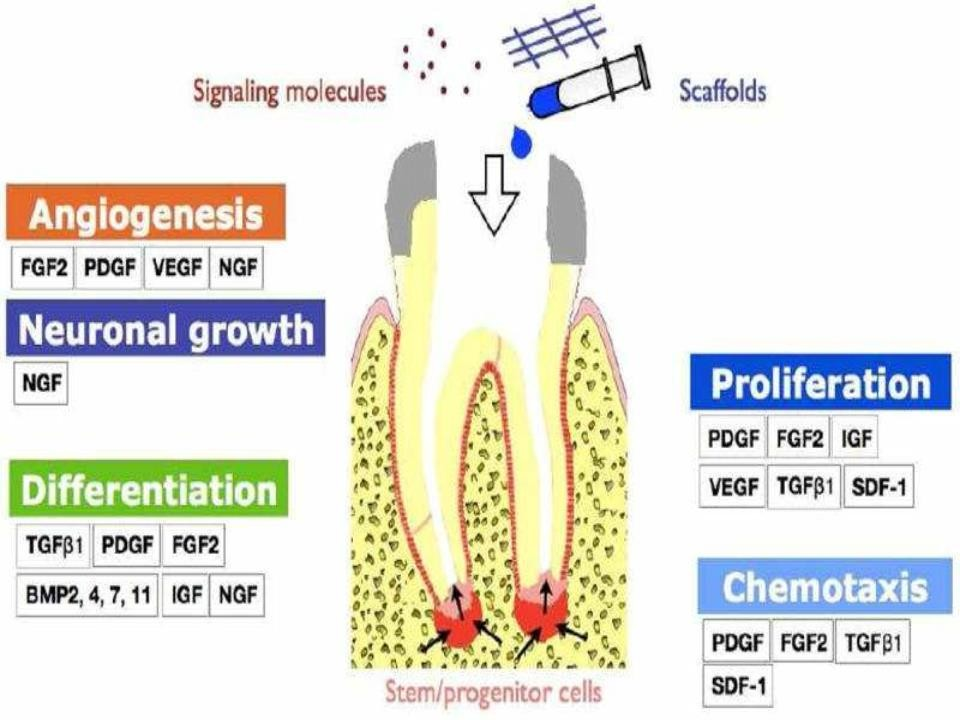 Signaling molecules
Scaffolds
Angiogenesis
FGF2 PDGF VEGF NGF
Neuronal growth
NGF
Differentiation
TGFβ1 PDGF FGF2
BMP2, 4, 7, 11 IGF NGF
Proliferation
PDGF FGF2 IGF
VEGF TGFβ1 SDF-1
Chemotaxis
PDGF FGF2 TGFβ1
SDF-1
Stem/progenitor cells